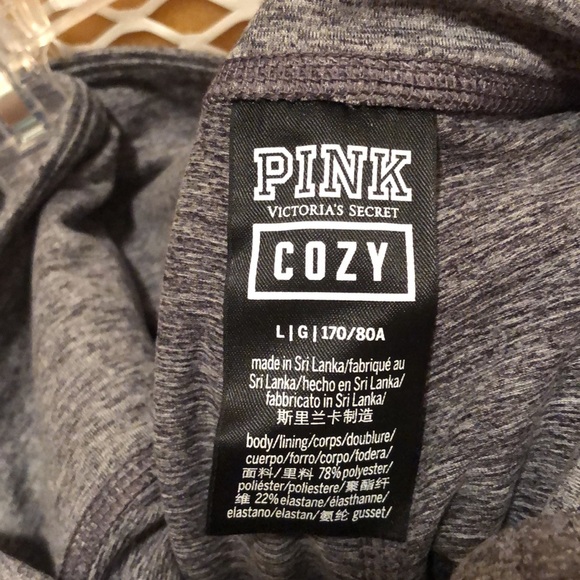 PINK
VICTORIA'S SECRET
COZY
L | G | 170/80A
made in Sri Lanka/fabriqué au
Sri Lanka/hecho en Sri Lanka/
fabbricato in Sri Lanka/
斯里兰卡制造
body/lining/corps/doublure/
cuerpo/forro/corpo/fodera/
面料/里料 78% polyester/
poliéster/poliestere/聚酯纤
维 22% elastane/élasthanne/
elastano/elastan/氨纶 gusset/